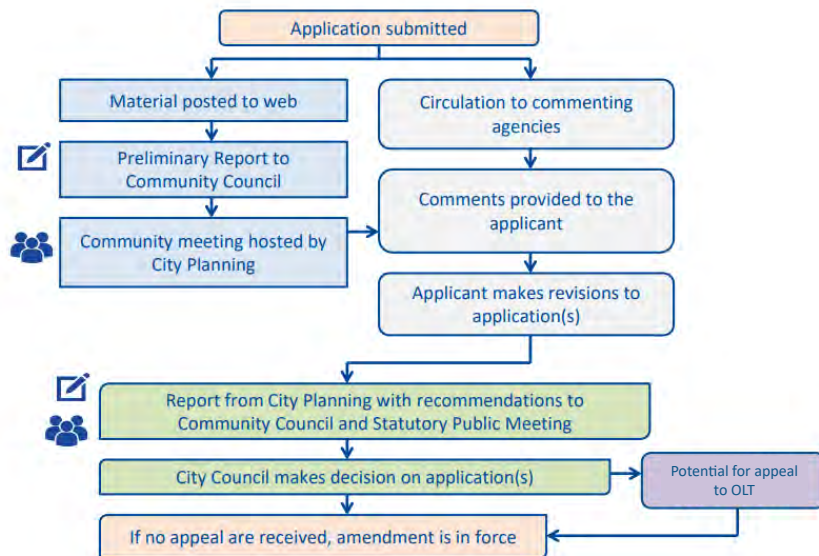 Application submitted
Material posted to web
Circulation to commenting
agencies
Preliminary Report to
Community Council
Comments provided to the
applicant
Community meeting hosted by
City Planning
Applicant makes revisions to
application(s)
Report from City Planning with recommendations to
Community Council and Statutory Public Meeting
City Council makes decision on application(s)
Potential for appeal
to OLT
If no appeal are received, amendment is in force